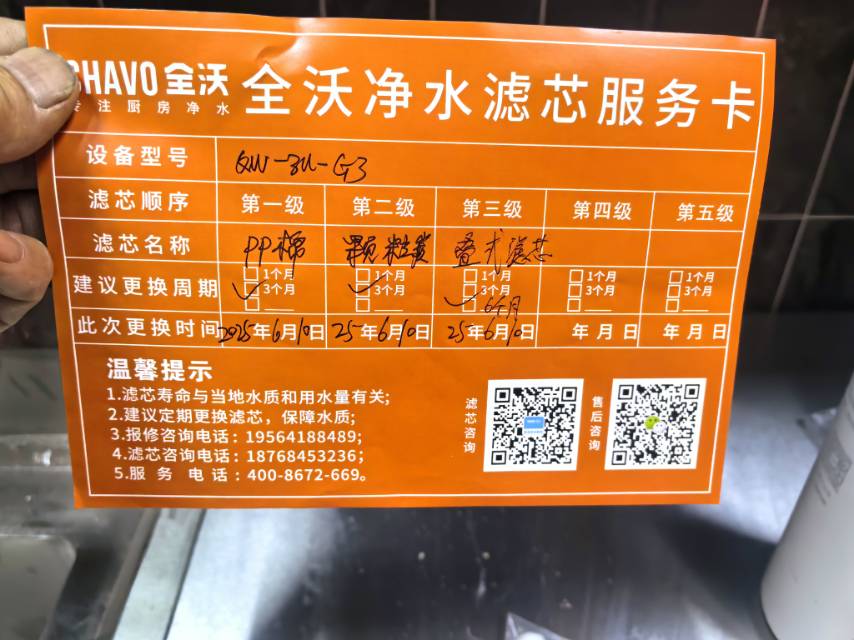 CHAVO 全沃
专注厨房净水
全沃净水滤芯服务卡
设备型号 QW-3U-G3
滤芯顺序 第一级 第二级 第三级 第四级 第五级
滤芯名称 PP棉 颗粒炭 叠式滤芯
建议更换周期
1个月 1个月 1个月 1个月 1个月
3个月 3个月 3个月 3个月 3个月
6个月
此次更换时间 2025年6月10日 25年6月10日 25年6月10日 年月日 年月日
温馨提示
1.滤芯寿命与当地水质和用水量有关;
2.建议定期更换滤芯，保障水质;
3.报修咨询电话：19564188489;
4.滤芯咨询电话：18768453236;
5.服务电话：400-8672-669。
滤芯咨询
售后咨询